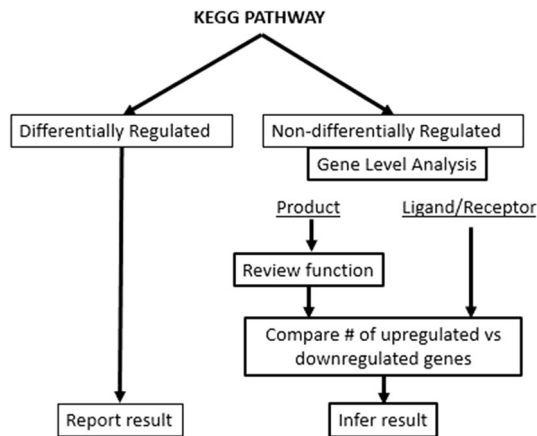 KEGG PATHWAY
Differentially Regulated
Non-differentially Regulated
Gene Level Analysis
Product
Ligand/Receptor
Review function
Compare # of upregulated vs
downregulated genes
Report result
Infer result